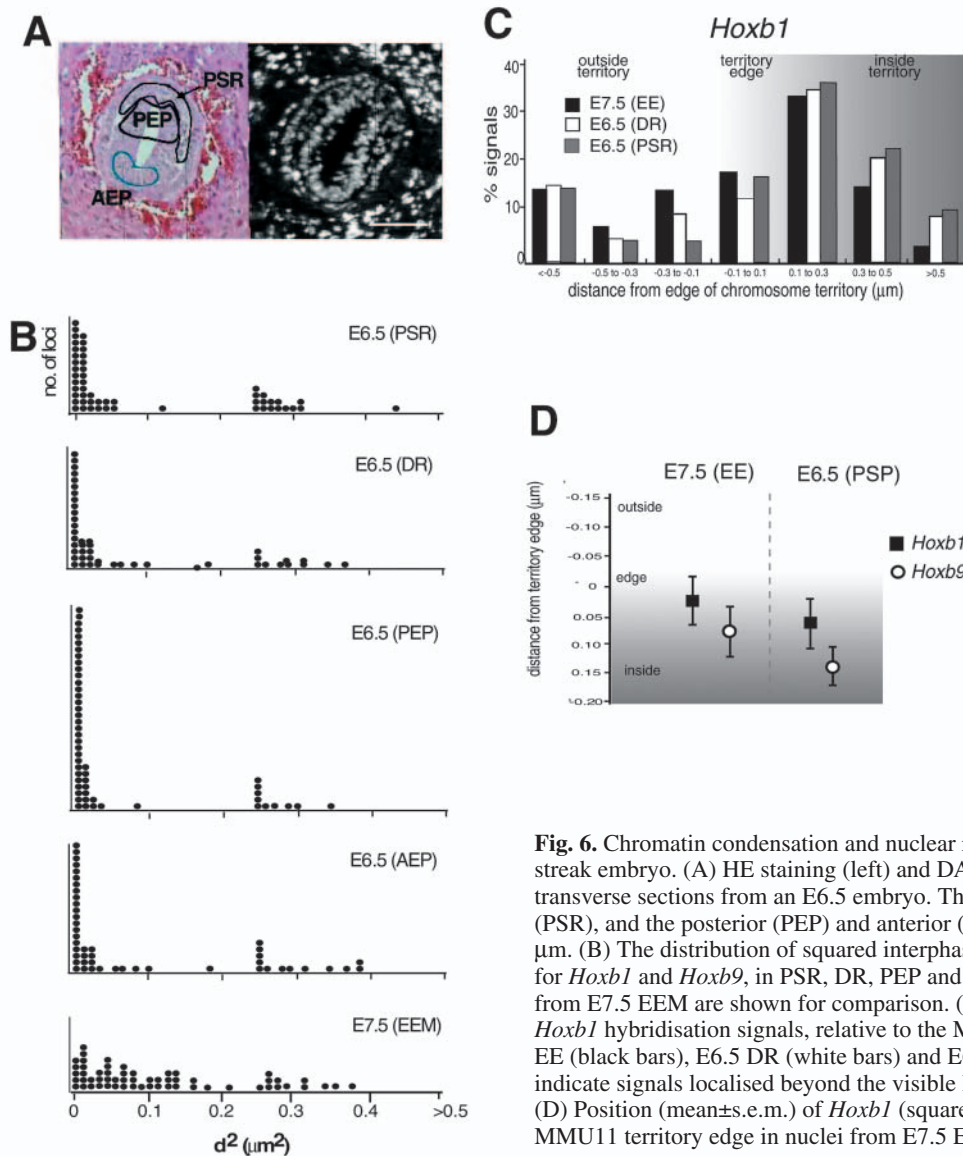 A
PSR
PEP
AEP
B
no. of loci
E6.5 (PSR)
E6.5 (DR)
E6.5 (PEP)
E6.5 (AEP)
E7.5 (EEM)
0 0.1 0.2 0.3 0.4 >0.5
d² (µm²)
C
Hoxb1
outside territory
territory edge
inside territory
E7.5 (EE)
E6.5 (DR)
E6.5 (PSR)
% signals
40
30
20
10
0
<-0.5 -0.5 to -0.3 -0.3 to -0.1 -0.1 to 0.1 0.1 to 0.3 0.3 to 0.5 >0.5
distance from edge of chromosome territory (µm)
D
E7.5 (EE) E6.5 (PSP)
distance from territory edge (µm)
-0.15
-0.10
-0.05
0
0.05
0.10
0.15
-0.20
outside
edge
inside
Hoxb1
Hoxb9
Fig. 6. Chromatin condensation and nuclear
streak embryo. (A) HE staining (left) and DA
transverse sections from an E6.5 embryo. Th
(PSR), and the posterior (PEP) and anterior (
µm. (B) The distribution of squared interphas
for Hoxb1 and Hoxb9, in PSR, DR, PEP and
from E7.5 EEM are shown for comparison. (
Hoxb1 hybridisation signals, relative to the M
EE (black bars), E6.5 DR (white bars) and E
indicate signals localised beyond the visible
(D) Position (mean±s.e.m.) of Hoxb1 (squar
MMU11 territory edge in nuclei from E7.5 E